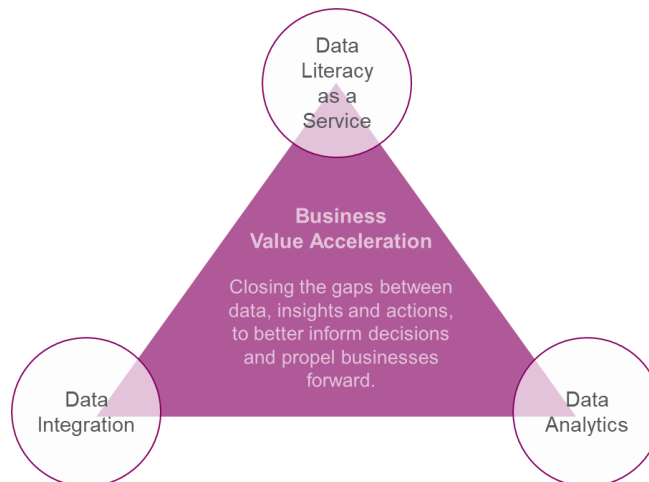 Data
Literacy
as a
Service
Business
Value Acceleration
Closing the gaps between
data, insights and actions,
to better inform decisions
and propel businesses
forward.
Data
Integration
Data
Analytics